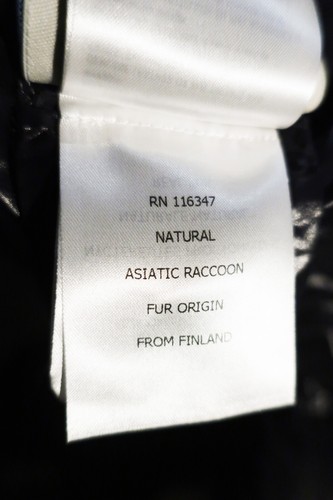 RN 116347
NATURAL
ASIATIC RACCOON
FUR ORIGIN
FROM FINLAND